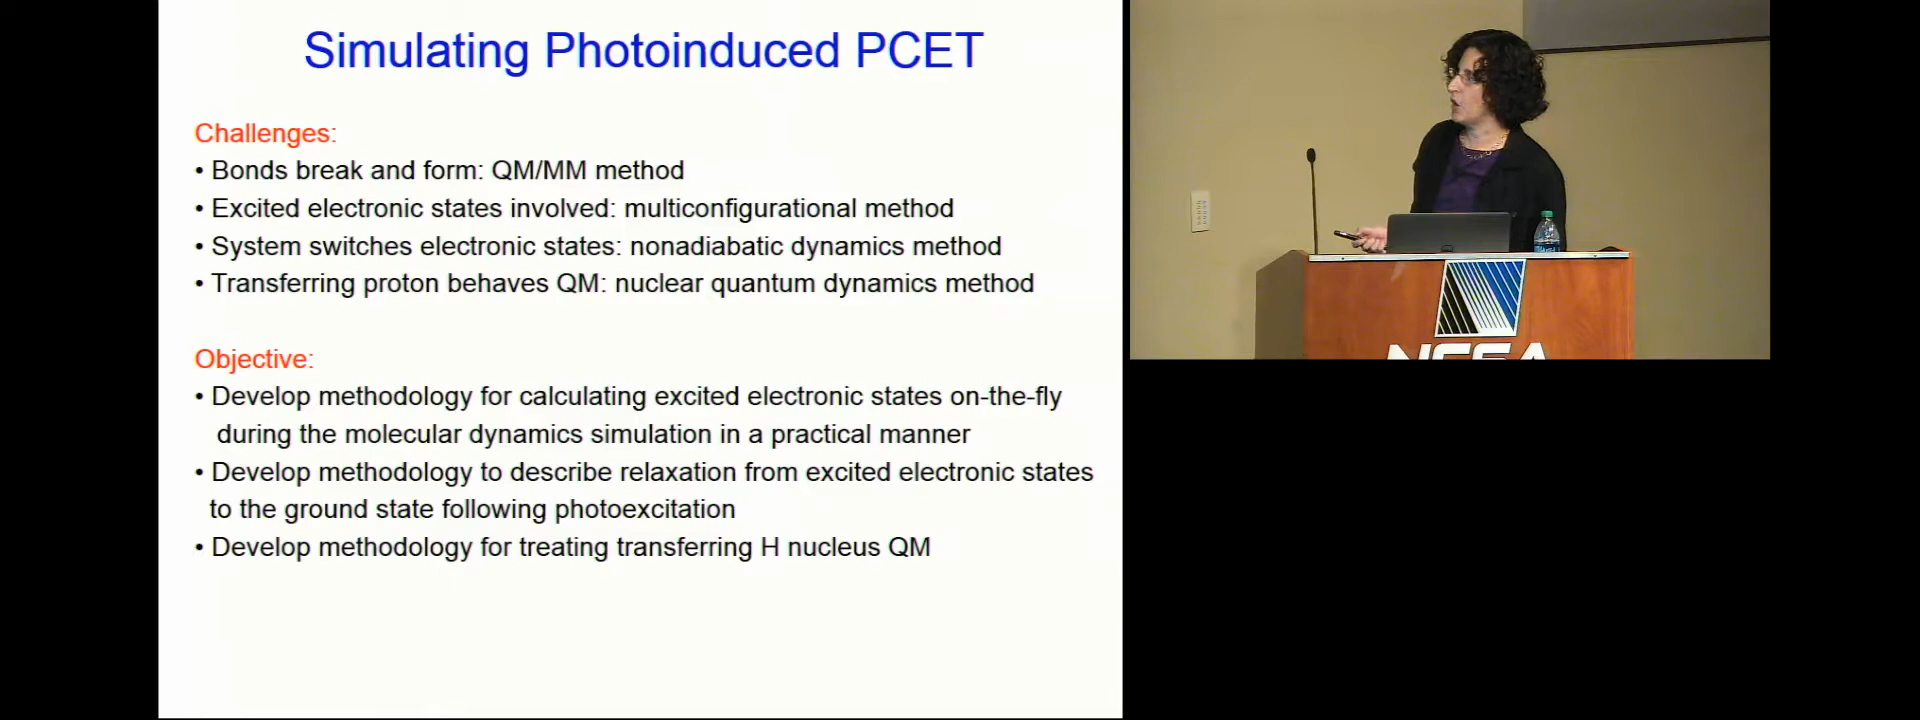 Simulating Photoinduced PCET
Challenges:
• Bonds break and form: QM/MM method
• Excited electronic states involved: multiconfigurational method
• System switches electronic states: nonadiabatic dynamics method
• Transferring proton behaves QM: nuclear quantum dynamics method
Objective:
• Develop methodology for calculating excited electronic states on-the-fly
during the molecular dynamics simulation in a practical manner
• Develop methodology to describe relaxation from excited electronic states
to the ground state following photoexcitation
• Develop methodology for treating transferring H nucleus QM
NCSA